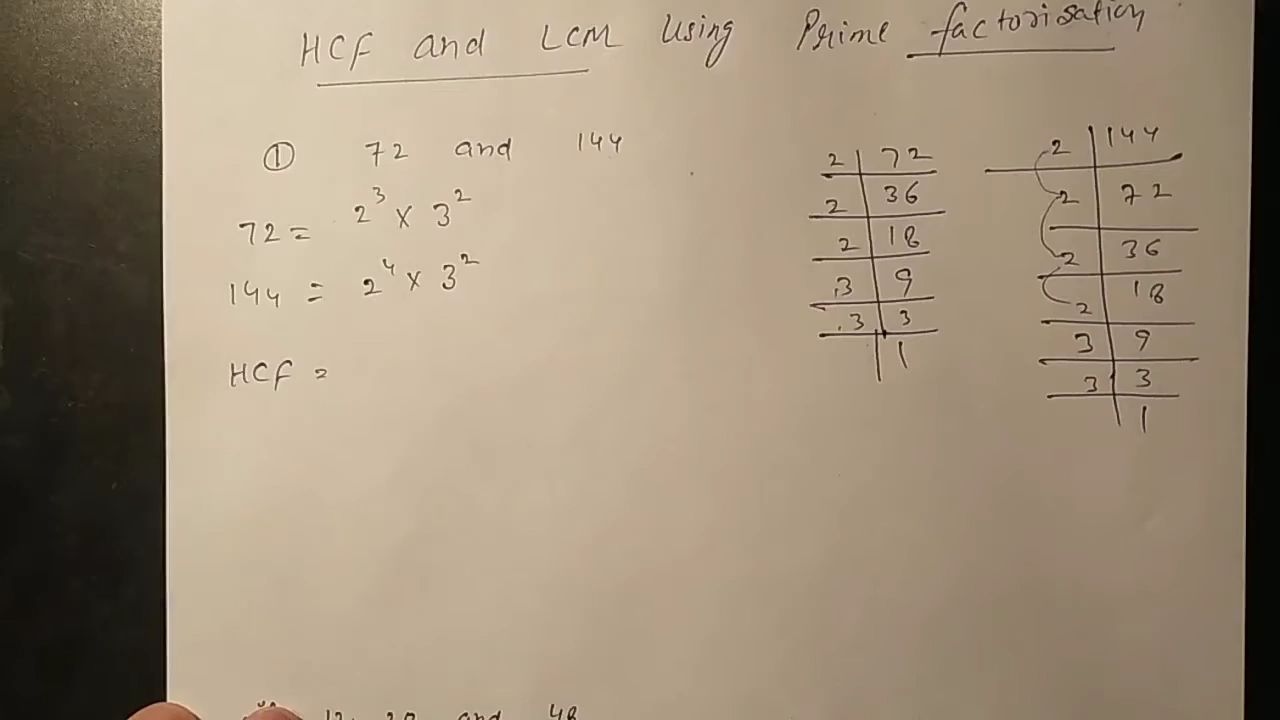 HCF and LCM Using Prime factorisation
① 72 and 144
72 = 2³ × 3²
144 = 2⁴ × 3²
HCF =
2 | 72
2 | 36
2 | 18
3 | 9
3 | 3
| 1
2 | 144
2 | 72
2 | 36
2 | 18
3 | 9
3 | 3
| 1
and 48